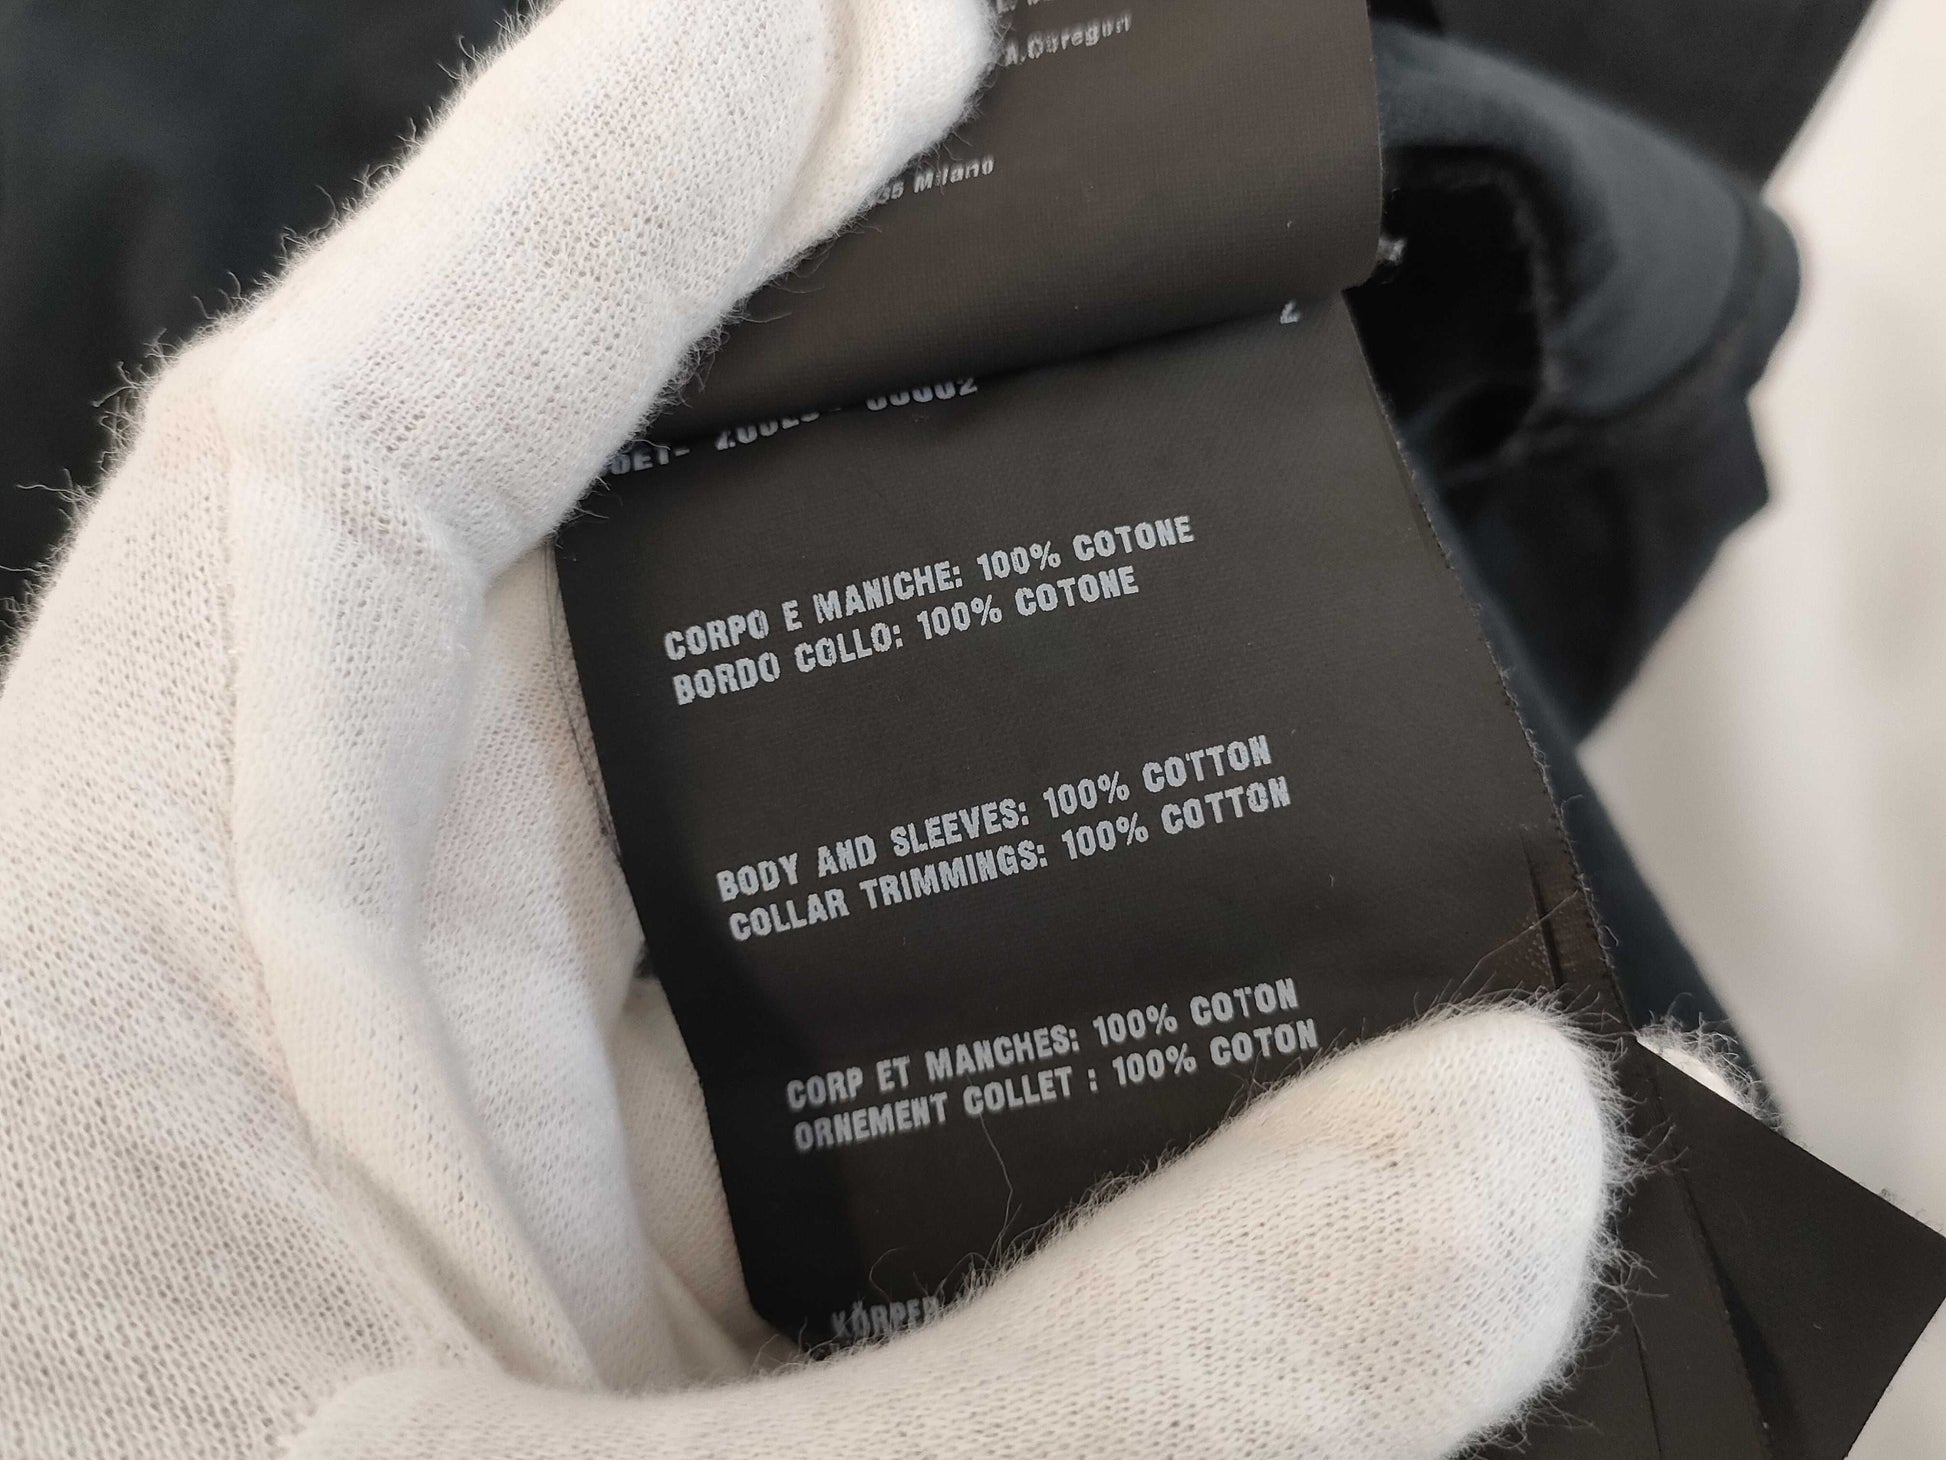 Milano
CORPO E MANICHE: 100% COTONE
BORDO COLLO: 100% COTONE
BODY AND SLEEVES: 100% COTTON
COLLAR TRIMMINGS: 100% COTTON
CORP ET MANCHES: 100% COTON
ORNEMENT COLLET : 100% COTON
KÖRPER